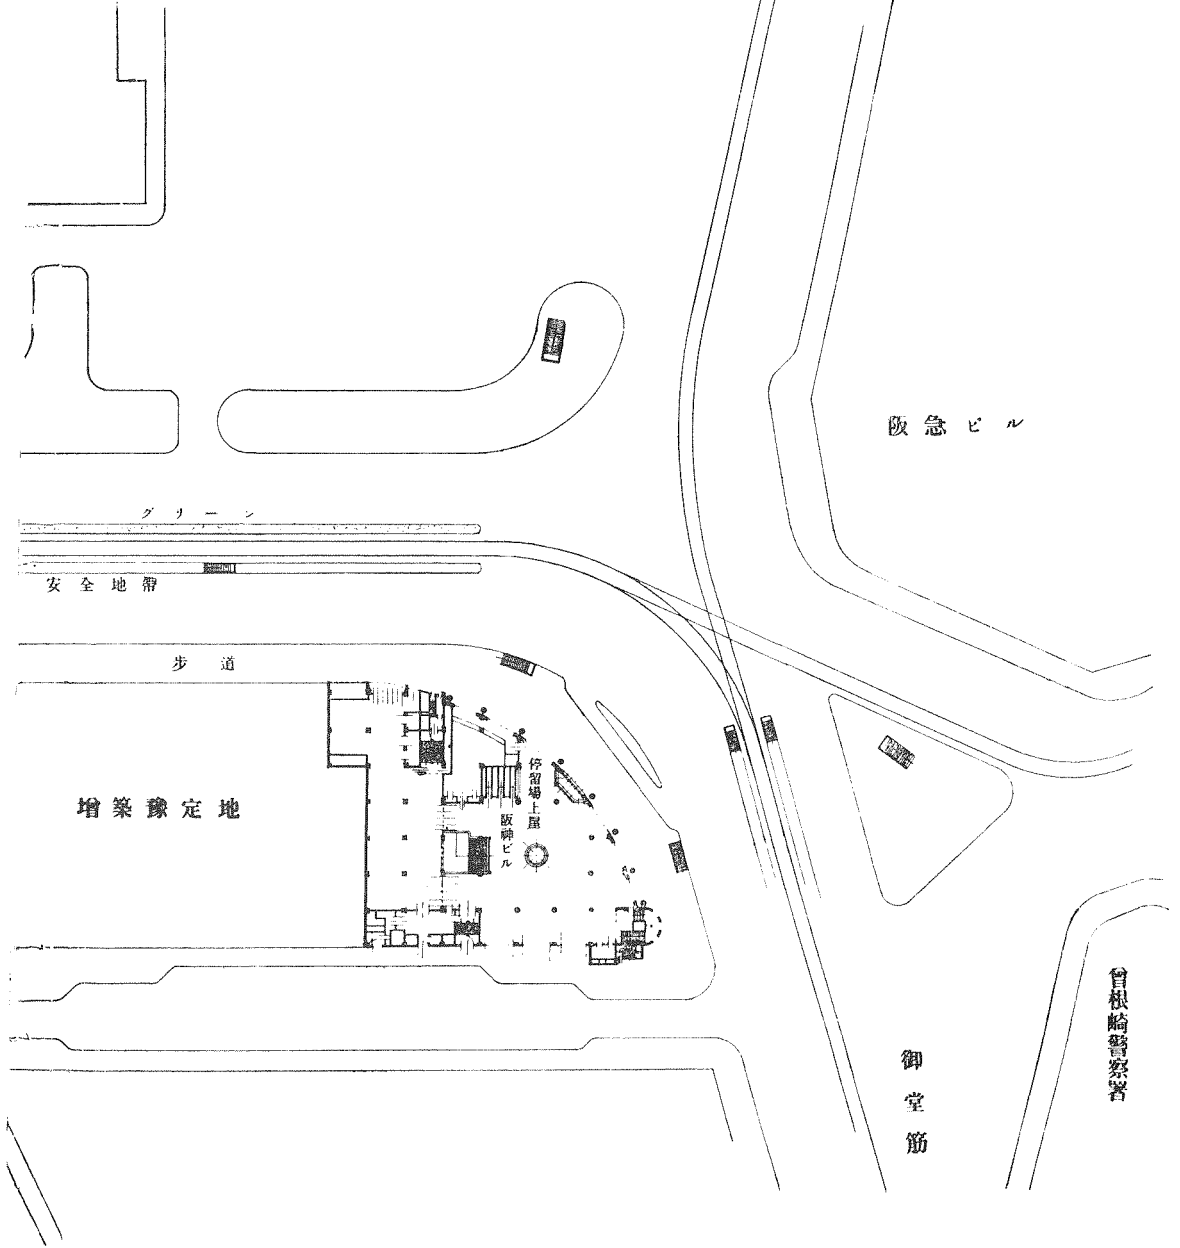 阪急ビル
グリーン
安全地帶
步道
增築豫定地
停留場上屋
阪神ビル
曾根崎警察署
御堂筋